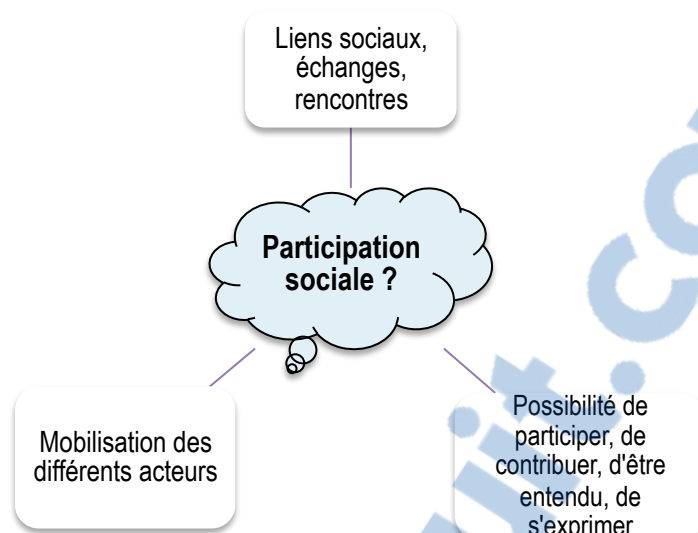 Liens sociaux,
échanges,
rencontres
Participation
sociale ?
Mobilisation des
différents acteurs
Possibilité de
participer, de
contribuer, d'être
entendu, de
s'exprimer